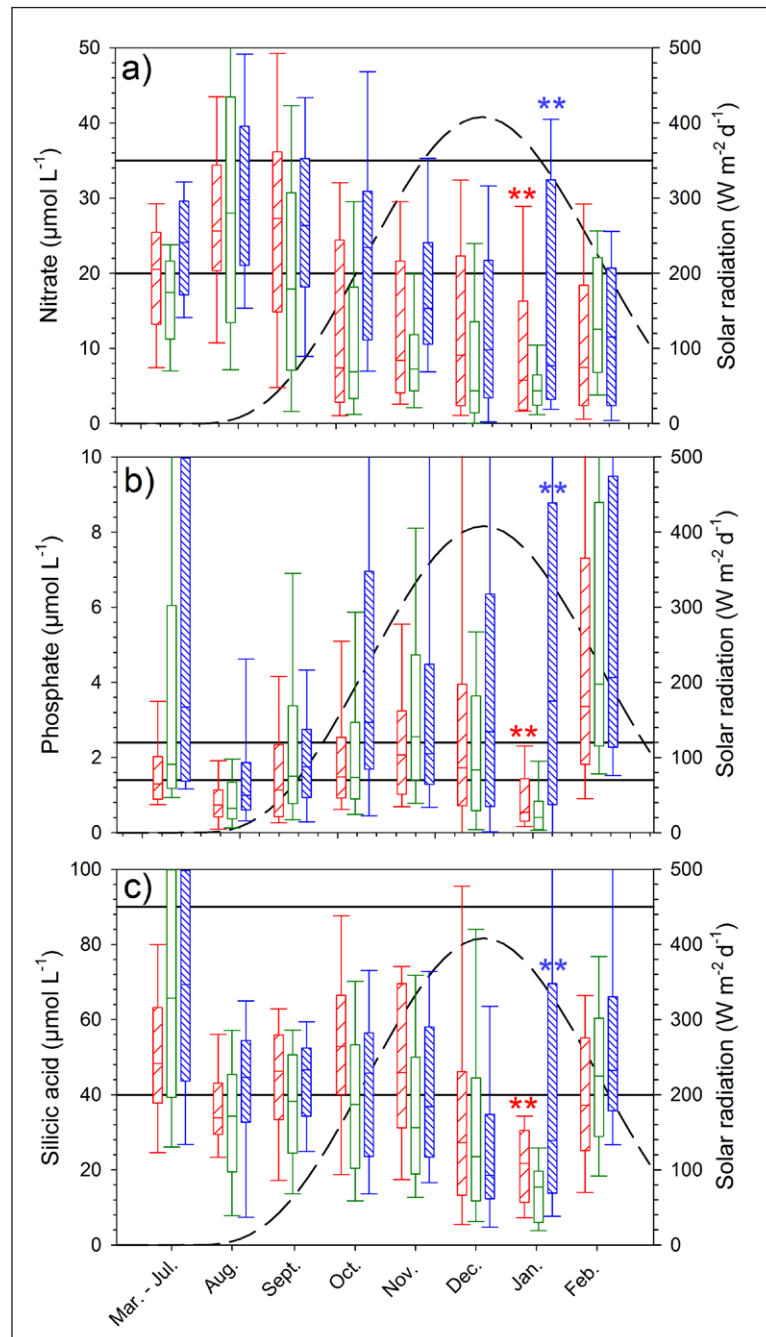 a)
50
40
30
20
10
0
Nitrate (µmol L⁻¹)
500
400
300
200
100
0
Solar radiation (W m⁻² d⁻¹)
**
**
b)
10
8
6
4
2
0
Phosphate (µmol L⁻¹)
500
400
300
200
100
0
Solar radiation (W m⁻² d⁻¹)
**
**
c)
100
80
60
40
20
0
Silicic acid (µmol L⁻¹)
500
400
300
200
100
0
Solar radiation (W m⁻² d⁻¹)
**
**
Mar. - Jul.
Aug.
Sept.
Oct.
Nov.
Dec.
Jan.
Feb.